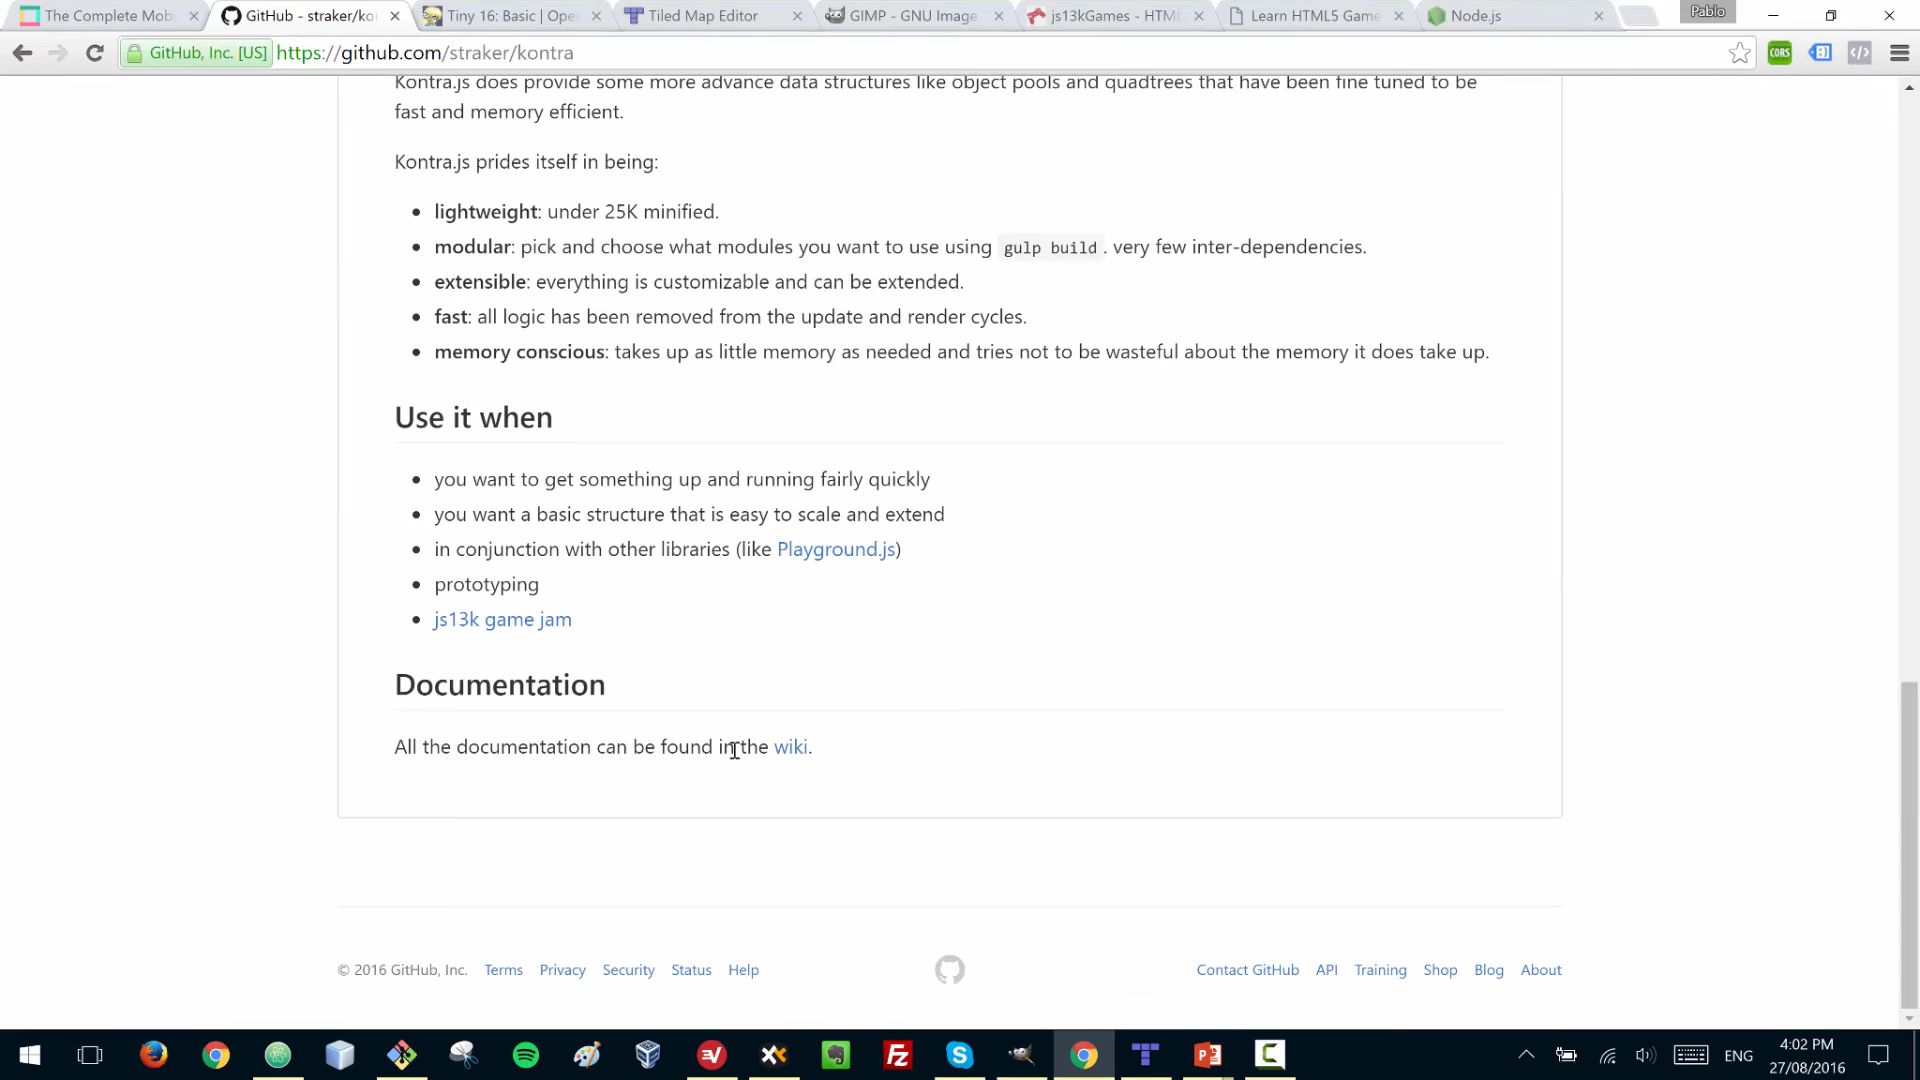 The Complete Mob
GitHub - straker/kon
Tiny 16: Basic | Ope
Tiled Map Editor
GIMP - GNU Image
js13kGames - HTM
Learn HTML5 Game
Node.js
Pablo
GitHub, Inc. [US] https://github.com/straker/kontra
CORS
Kontra.js does provide some more advance data structures like object pools and quadtrees that have been fine tuned to be
fast and memory efficient.
Kontra.js prides itself in being:
lightweight: under 25K minified.
modular: pick and choose what modules you want to use using gulp build . very few inter-dependencies.
extensible: everything is customizable and can be extended.
fast: all logic has been removed from the update and render cycles.
memory conscious: takes up as little memory as needed and tries not to be wasteful about the memory it does take up.
Use it when
you want to get something up and running fairly quickly
you want a basic structure that is easy to scale and extend
in conjunction with other libraries (like Playground.js)
prototyping
js13k game jam
Documentation
All the documentation can be found in the wiki.
© 2016 GitHub, Inc. Terms Privacy Security Status Help
Contact GitHub API Training Shop Blog About
ENG
4:02 PM
27/08/2016